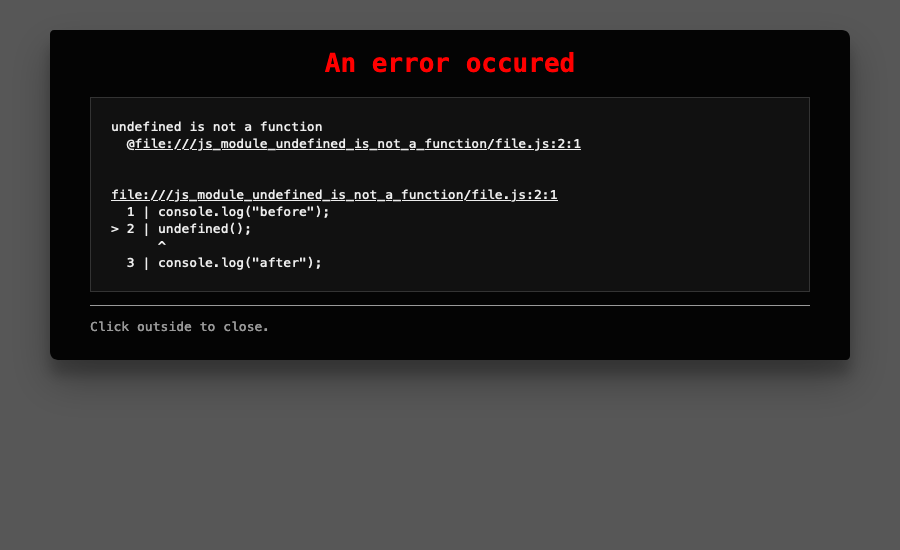 An error occured
undefined is not a function
  @file:///js_module_undefined_is_not_a_function/file.js:2:1
file:///js_module_undefined_is_not_a_function/file.js:2:1
  1 | console.log("before");
> 2 | undefined();
      ^
  3 | console.log("after");
Click outside to close.